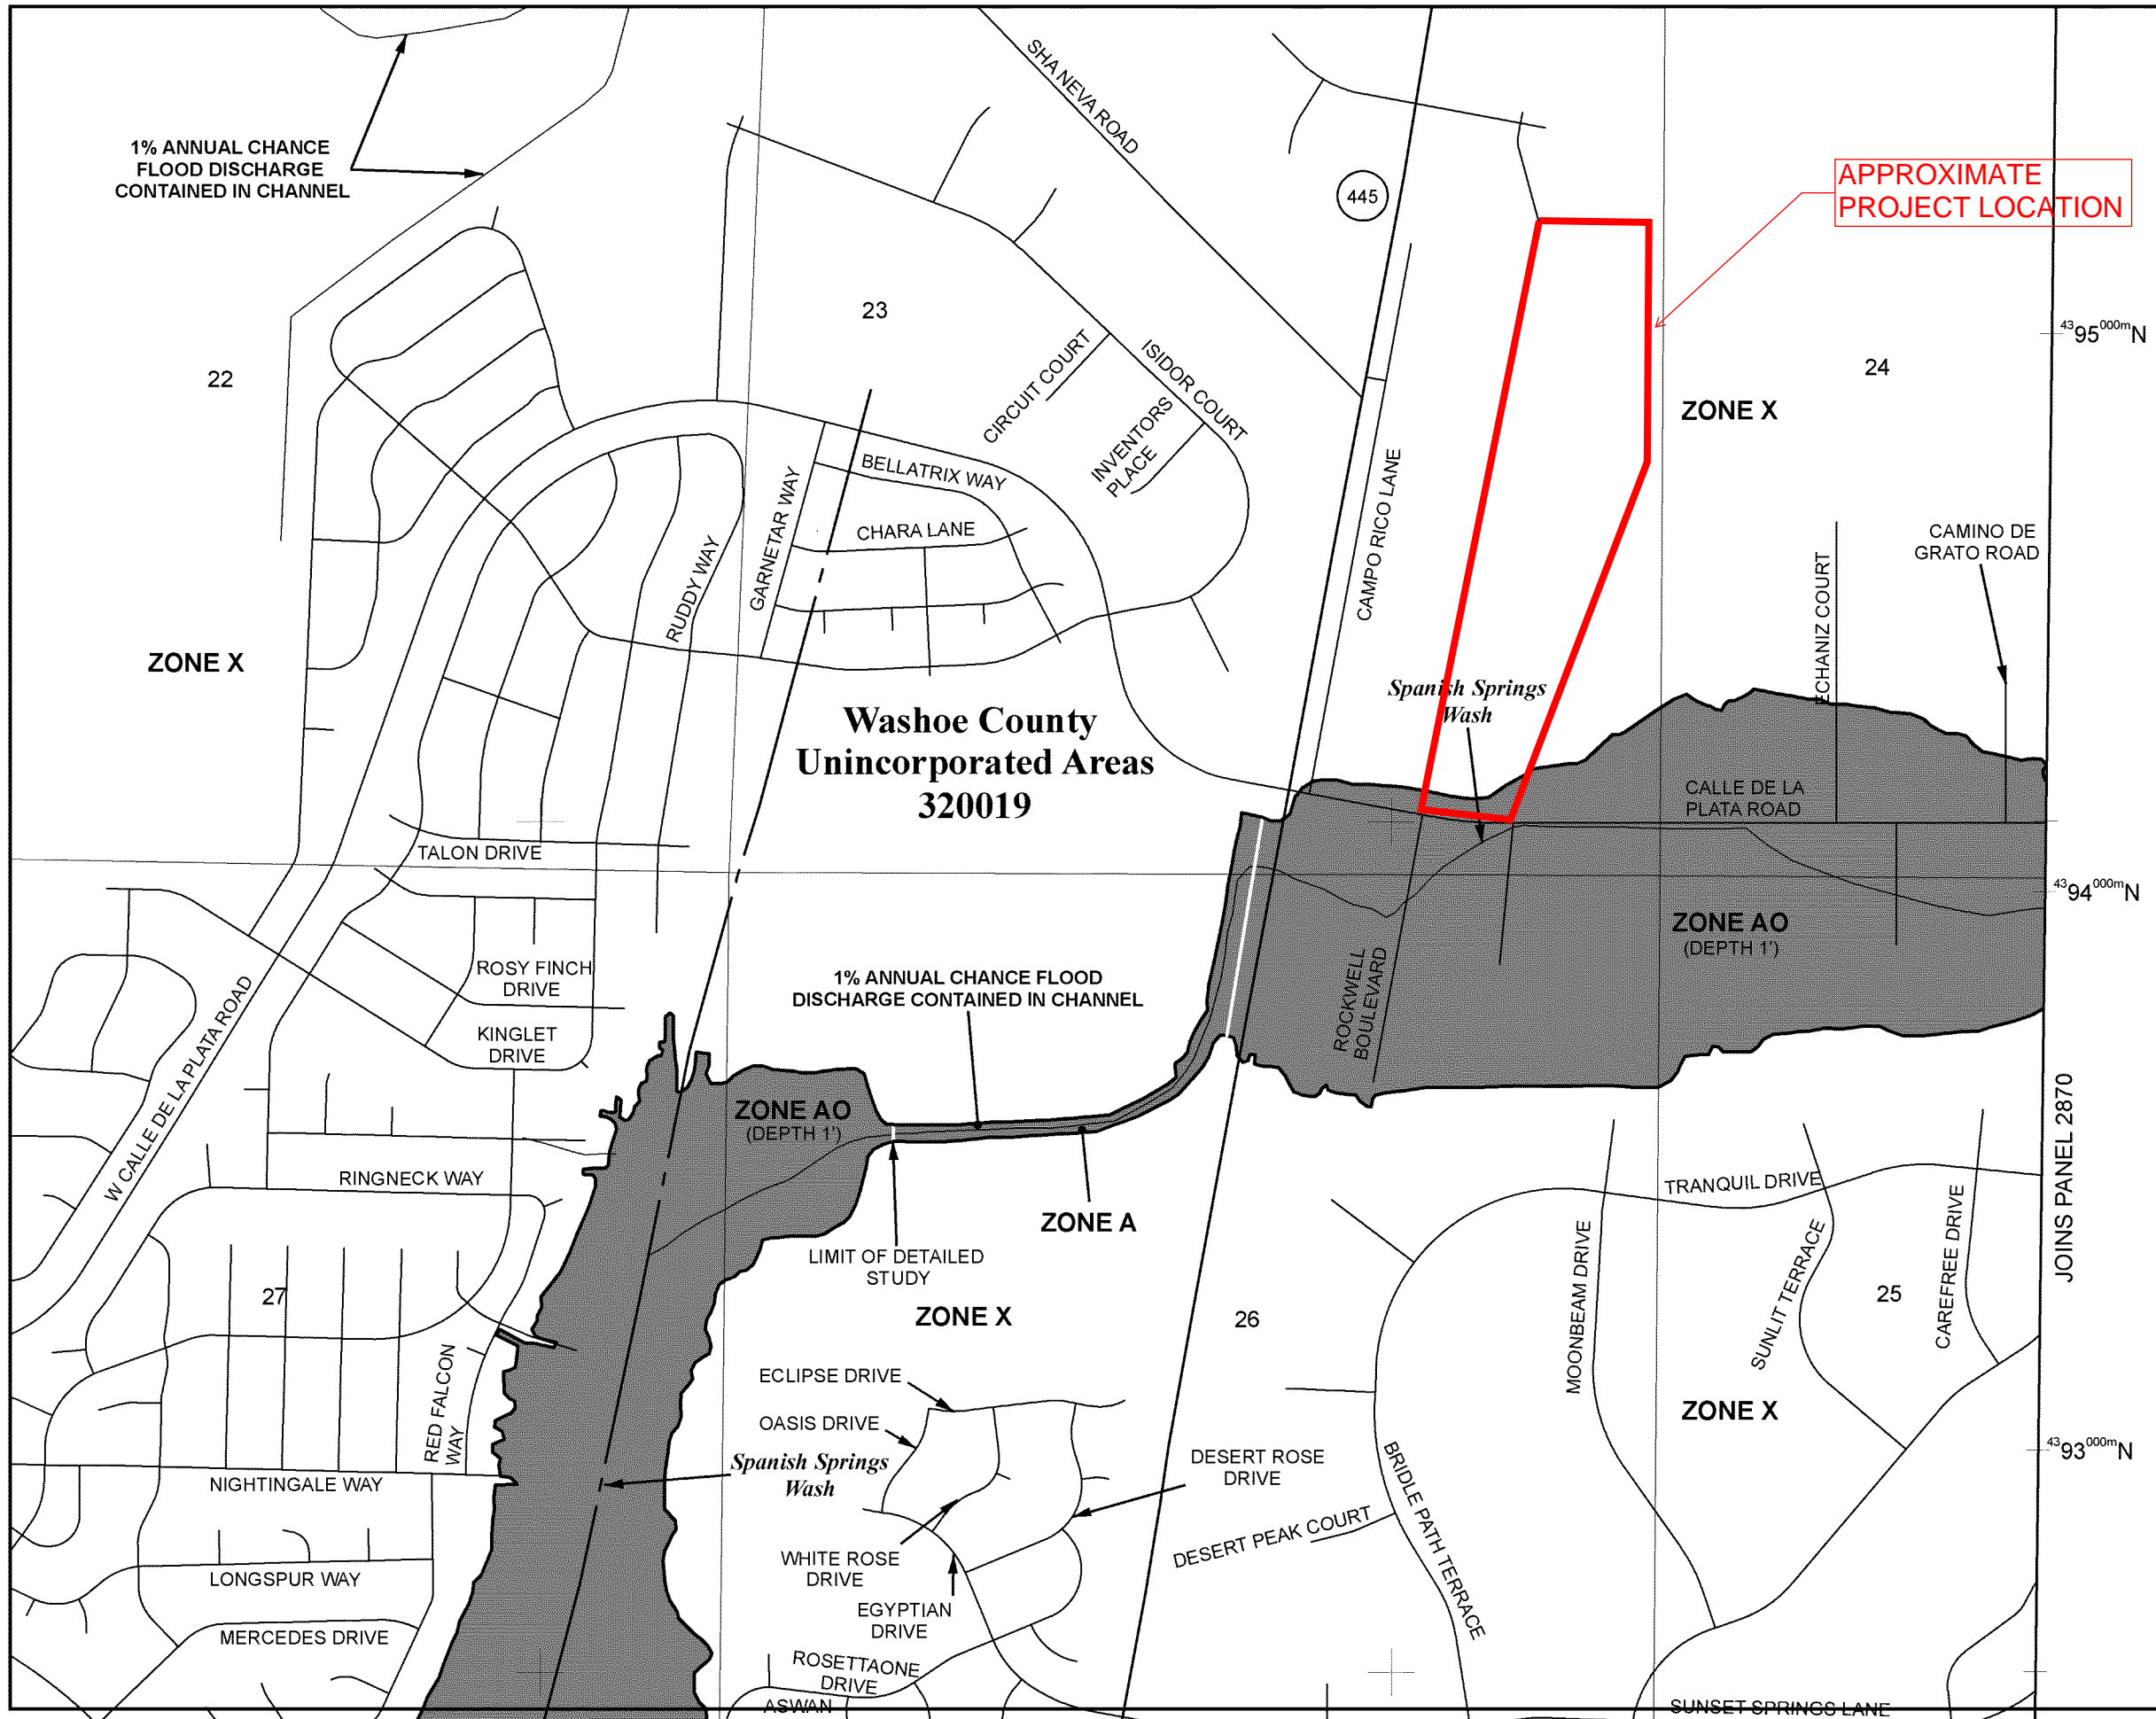 1% ANNUAL CHANCE
FLOOD DISCHARGE
CONTAINED IN CHANNEL
SHA NEVA ROAD
445
APPROXIMATE
PROJECT LOCATION
4395000mN
22
23
24
ZONE X
CIRCUIT COURT
ISIDOR COURT
INVENTORS
PLACE
BELLATRIX WAY
CHARA LANE
GARNETAR WAY
RUDDY WAY
CAMPO RICO LANE
CAMINO DE
GRATO ROAD
ECHANIZ COURT
ZONE X
Spanish Springs
Wash
Washoe County
Unincorporated Areas
320019
CALLE DE LA
PLATA ROAD
TALON DRIVE
4394000mN
ZONE AO
(DEPTH 1')
ROSY FINCH
DRIVE
1% ANNUAL CHANCE FLOOD
DISCHARGE CONTAINED IN CHANNEL
ROCKWELL
BOULEVARD
KINGLET
DRIVE
W CALLE DE LA PLATA ROAD
ZONE AO
(DEPTH 1')
JOINS PANEL 2870
RINGNECK WAY
TRANQUIL DRIVE
ZONE A
LIMIT OF DETAILED
STUDY
MOONBEAM DRIVE
SUNLIT TERRACE
CAREFREE DRIVE
27
ZONE X
26
25
ECLIPSE DRIVE
OASIS DRIVE
Spanish Springs
Wash
RED FALCON
WAY
ZONE X
4393000mN
DESERT ROSE
DRIVE
BRIDLE PATH TERRACE
NIGHTINGALE WAY
DESERT PEAK COURT
WHITE ROSE
DRIVE
LONGSPUR WAY
EGYPTIAN
DRIVE
MERCEDES DRIVE
ROSETTAONE
DRIVE
ASWAN
SUNSET SPRINGS LANE